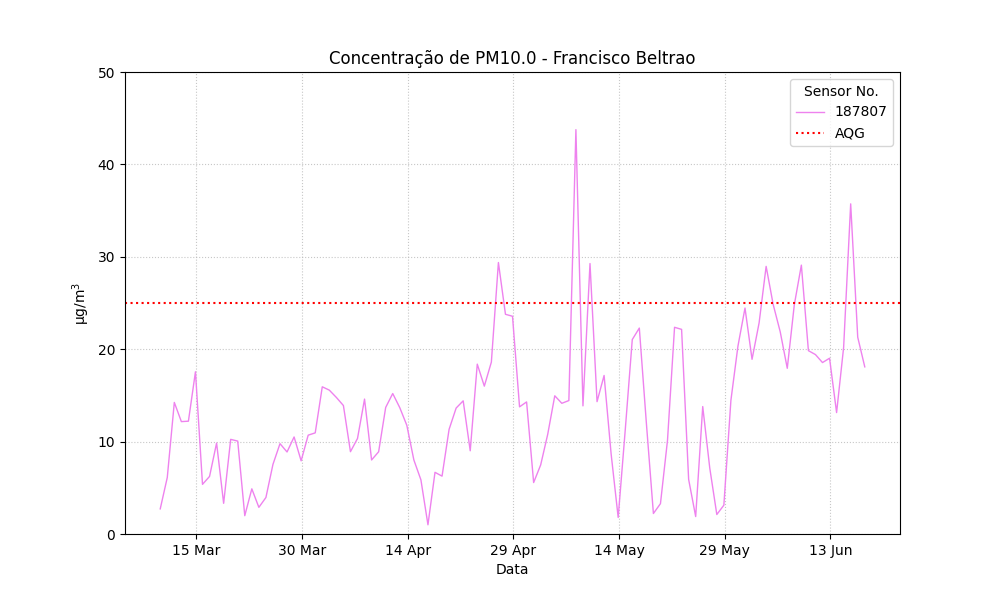 Concentração de PM10.0 - Francisco Beltrao
Sensor No.
187807
AQG
50
40
30
20
10
0
µg/m³
15 Mar
30 Mar
14 Apr
29 Apr
14 May
29 May
13 Jun
Data